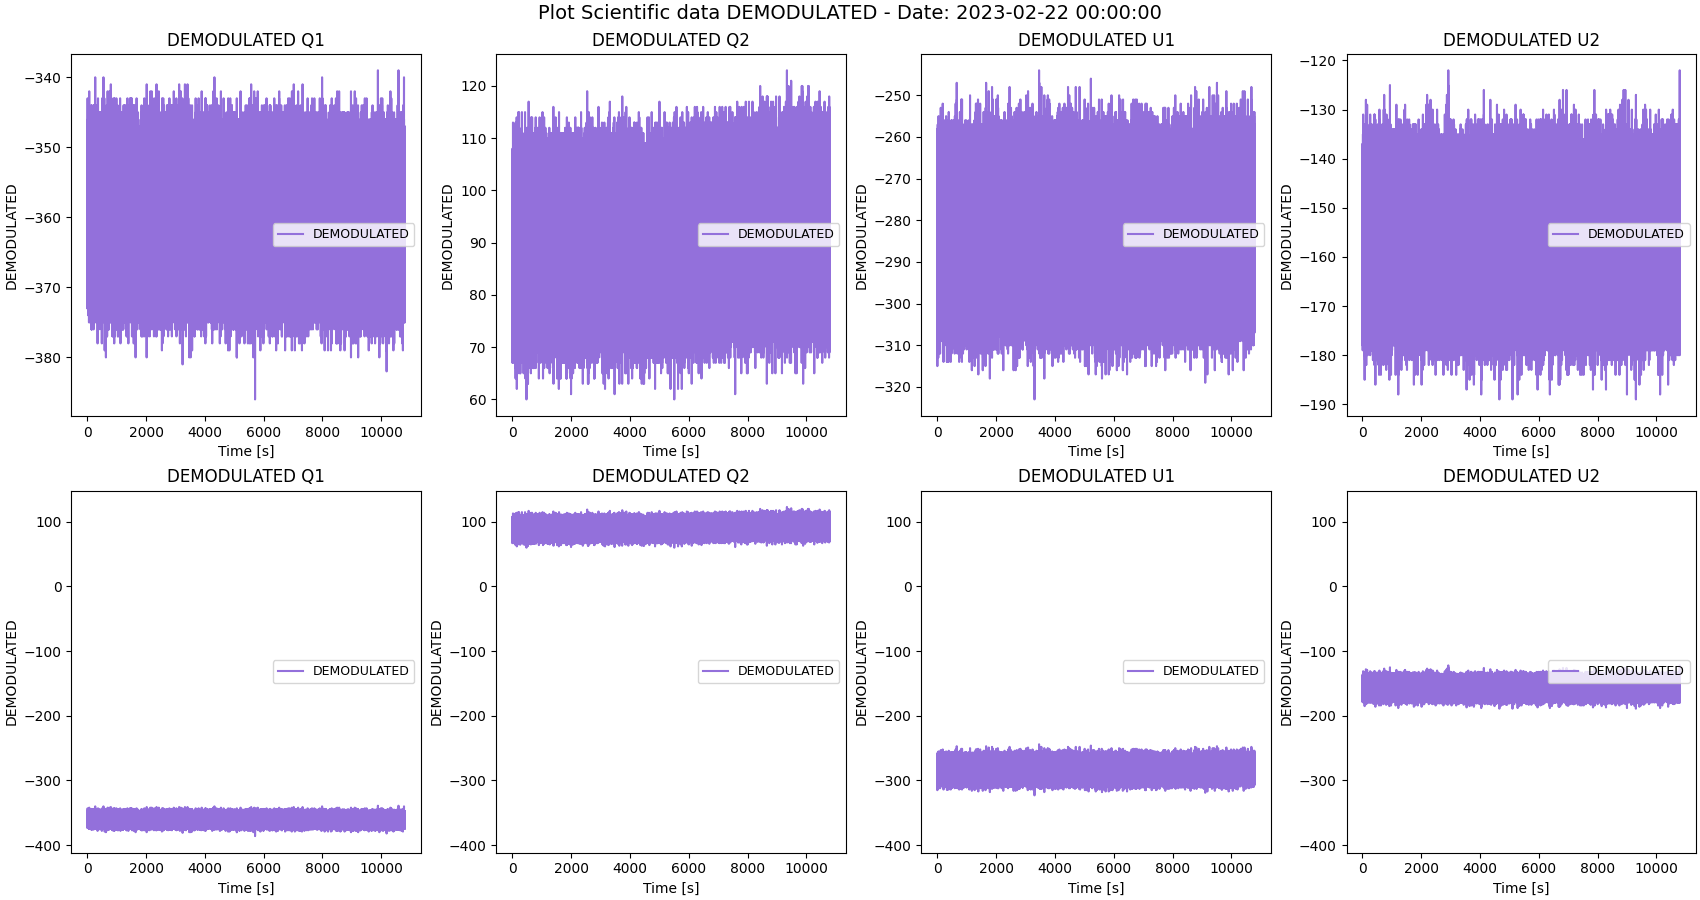 Plot Scientific data DEMODULATED - Date: 2023-02-22 00:00:00
DEMODULATED Q1
DEMODULATED
−340
−350
−360
−370
−380
DEMODULATED
0 2000 4000 6000 8000 10000
Time [s]
DEMODULATED Q2
DEMODULATED
120
110
100
90
80
70
60
DEMODULATED
0 2000 4000 6000 8000 10000
Time [s]
DEMODULATED U1
DEMODULATED
−250
−260
−270
−280
−290
−300
−310
−320
DEMODULATED
0 2000 4000 6000 8000 10000
Time [s]
DEMODULATED U2
DEMODULATED
−120
−130
−140
−150
−160
−170
−180
−190
DEMODULATED
0 2000 4000 6000 8000 10000
Time [s]
DEMODULATED Q1
DEMODULATED
100
0
−100
−200
−300
−400
DEMODULATED
0 2000 4000 6000 8000 10000
Time [s]
DEMODULATED Q2
DEMODULATED
100
0
−100
−200
−300
−400
DEMODULATED
0 2000 4000 6000 8000 10000
Time [s]
DEMODULATED U1
DEMODULATED
100
0
−100
−200
−300
−400
DEMODULATED
0 2000 4000 6000 8000 10000
Time [s]
DEMODULATED U2
DEMODULATED
100
0
−100
−200
−300
−400
DEMODULATED
0 2000 4000 6000 8000 10000
Time [s]